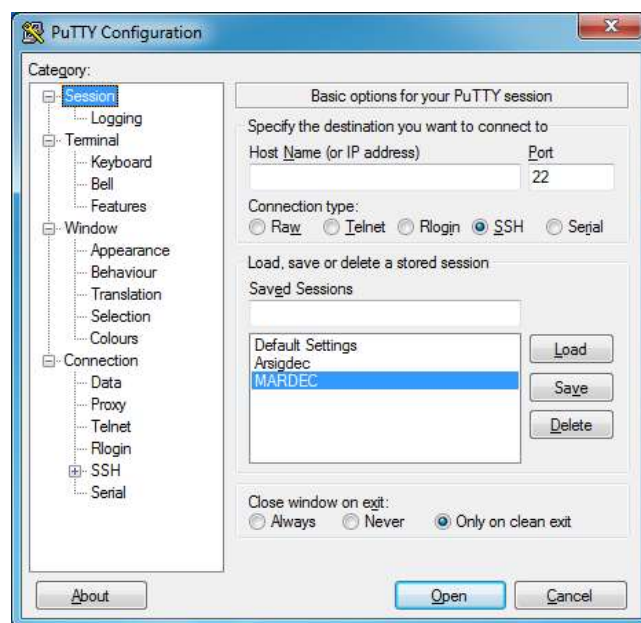 PuTTY Configuration
Category:
Session
Logging
Terminal
Keyboard
Bell
Features
Window
Appearance
Behaviour
Translation
Selection
Colours
Connection
Data
Proxy
Telnet
Rlogin
SSH
Serial
Basic options for your PuTTY session
Specify the destination you want to connect to
Host Name (or IP address) Port
22
Connection type:
Raw Telnet Rlogin SSH Serial
Load, save or delete a stored session
Saved Sessions
Default Settings
Arsigdec
MARDEC
Load
Save
Delete
Close window on exit:
Always Never Only on clean exit
About Open Cancel